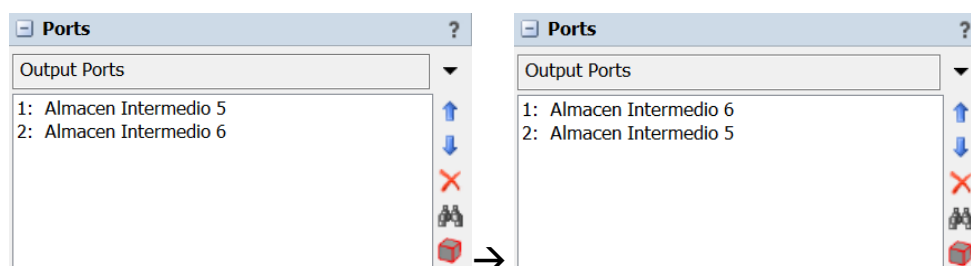 Ports ?
Output Ports
1: Almacen Intermedio 5
2: Almacen Intermedio 6
→
Ports ?
Output Ports
1: Almacen Intermedio 6
2: Almacen Intermedio 5